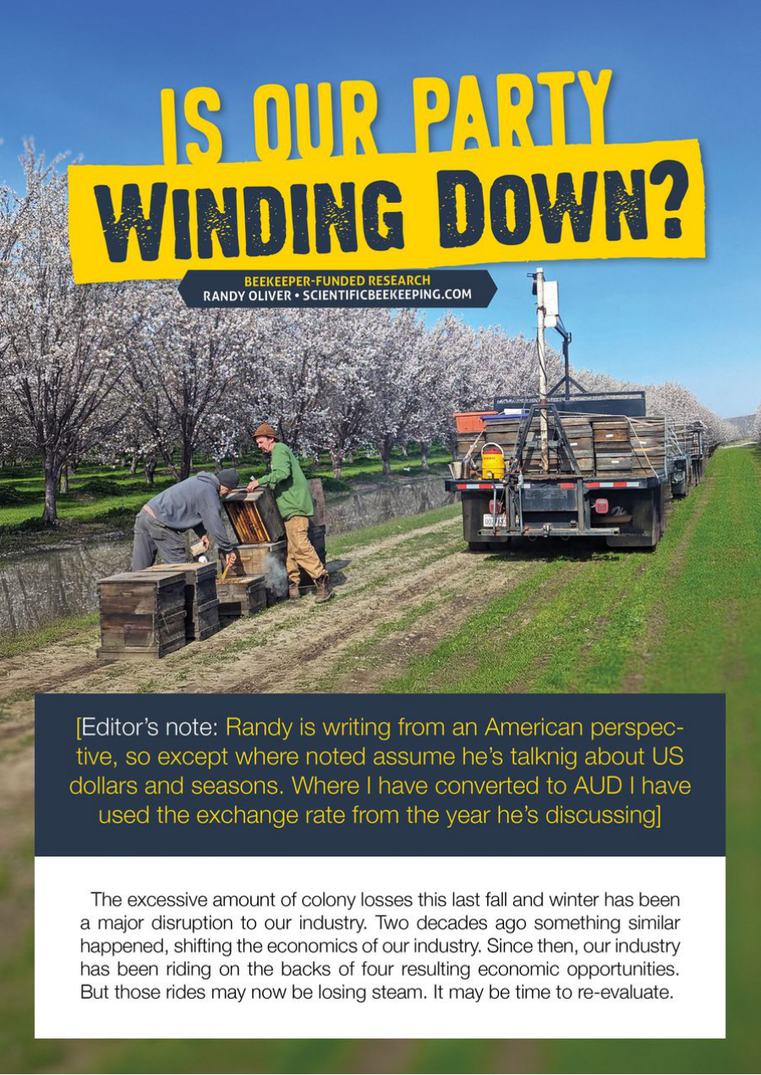 IS OUR PARTY
WINDING DOWN?
BEEKEEPER-FUNDED RESEARCH
RANDY OLIVER • SCIENTIFICBEEKEEPING.COM
[Editor’s note: Randy is writing from an American perspec-
tive, so except where noted assume he’s talknig about US
dollars and seasons. Where I have converted to AUD I have
used the exchange rate from the year he’s discussing]
The excessive amount of colony losses this last fall and winter has been
a major disruption to our industry. Two decades ago something similar
happened, shifting the economics of our industry. Since then, our industry
has been riding on the backs of four resulting economic opportunities.
But those rides may now be losing steam. It may be time to re-evaluate.